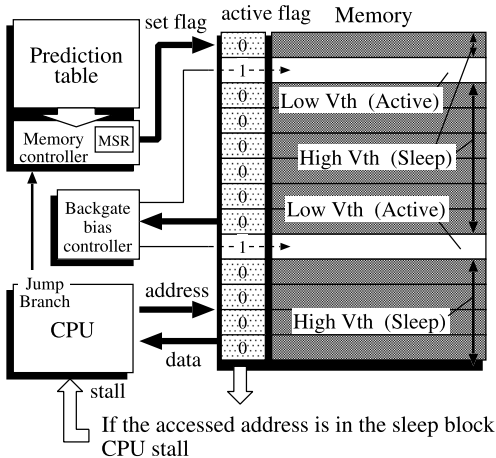 active flag
Memory
set flag
Prediction
table
Memory
controller
MSR
0
1
0
0
0
0
0
0
1
0
0
0
0
Low Vth (Active)
High Vth (Sleep)
Low Vth (Active)
High Vth (Sleep)
Backgate
bias
controller
Jump
Branch
CPU
address
data
stall
If the accessed address is in the sleep block
CPU stall